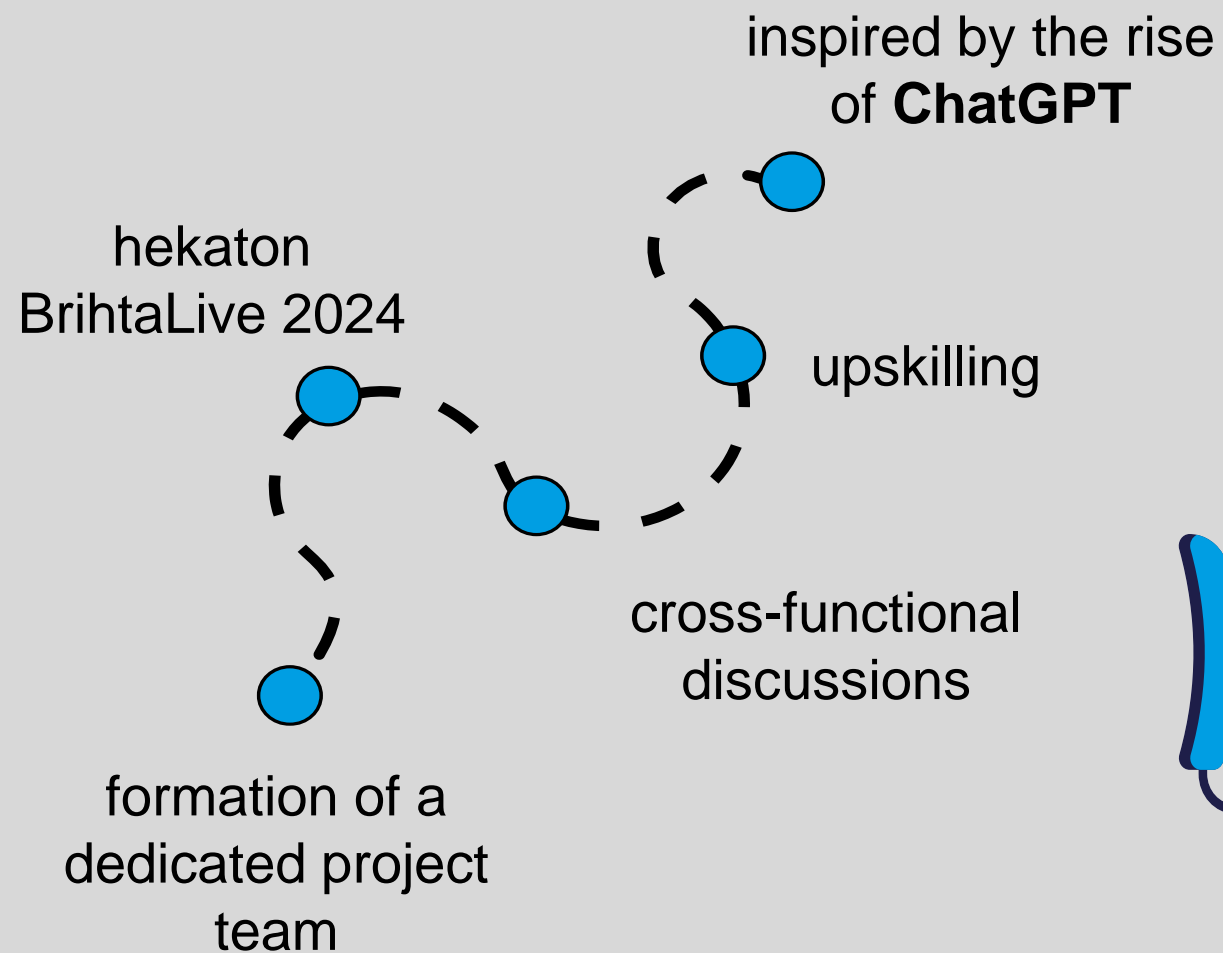 inspired by the rise
of ChatGPT
hekaton
BrihtaLive 2024
upskilling
cross-functional
discussions
formation of a
dedicated project
team